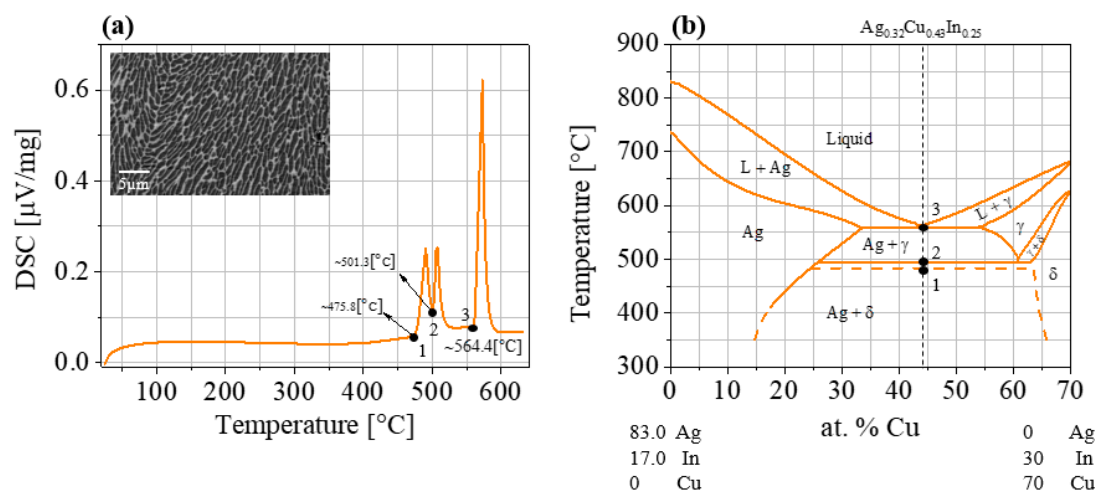 (a)
DSC [µV/mg]
0.6
0.4
0.2
0.0
5µm
~501.3[°C]
~475.8[°C]
1
2
3
~564.4[°C]
100 200 300 400 500 600
Temperature [°C]
(b)
Ag0.32Cu0.43In0.25
Temperature [°C]
900
800
700
600
500
400
300
Liquid
L + Ag
Ag
Ag + γ
L + γ
γ
γ + δ
δ
Ag + δ
3
2
1
0 10 20 30 40 50 60 70
at. % Cu
83.0 Ag
17.0 In
0 Cu
0 Ag
30 In
70 Cu